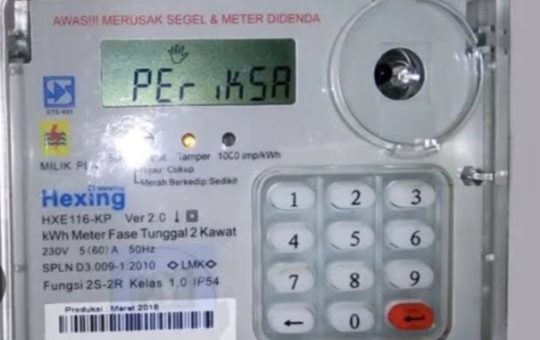 AWAS!!! MERUSAK SEGEL & METER DIDENDA
PEriKSA
STS-493
MILIK
Tamper 1000 imp/kWh
Hijau: Cukup
Merah Berkedip: Sedikit
Hexing
HXE116-KP Ver 2.0
kWh Meter Fase Tunggal 2 Kawat
230V 5(60)A 50Hz
SPLN D3.009-1:2010 LMK
Fungsi 2S-2R Kelas 1.0 IP54
Produksi Maret 2016
1 2 3
4 5 6
7 8 9
0